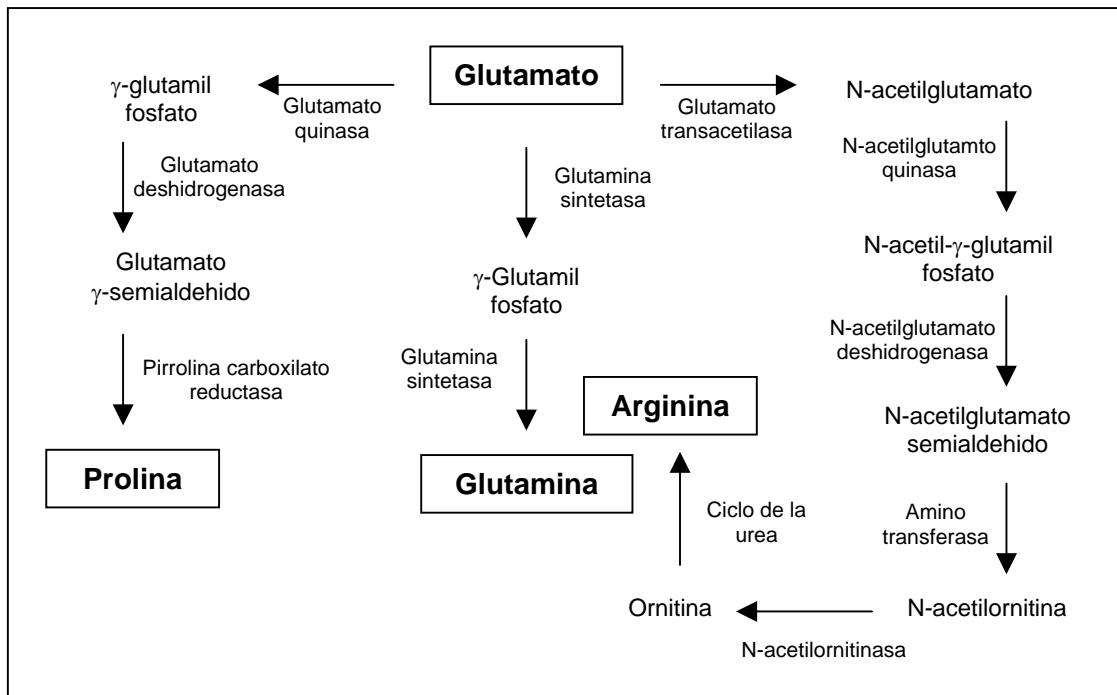 Glutamato
γ-glutamil
fosfato
Glutamato
quinasa
Glutamato
transacetilasa
N-acetilglutamato
Glutamato
deshidrogenasa
Glutamina
sintetasa
N-acetilglutamto
quinasa
Glutamato
γ-semialdehido
γ-Glutamil
fosfato
N-acetil-γ-glutamil
fosfato
Pirrolina carboxilato
reductasa
Glutamina
sintetasa
N-acetilglutamato
deshidrogenasa
Arginina
N-acetilglutamato
semialdehido
Prolina
Glutamina
Ciclo de la
urea
Amino
transferasa
Ornitina
N-acetilornitina
N-acetilornitinasa